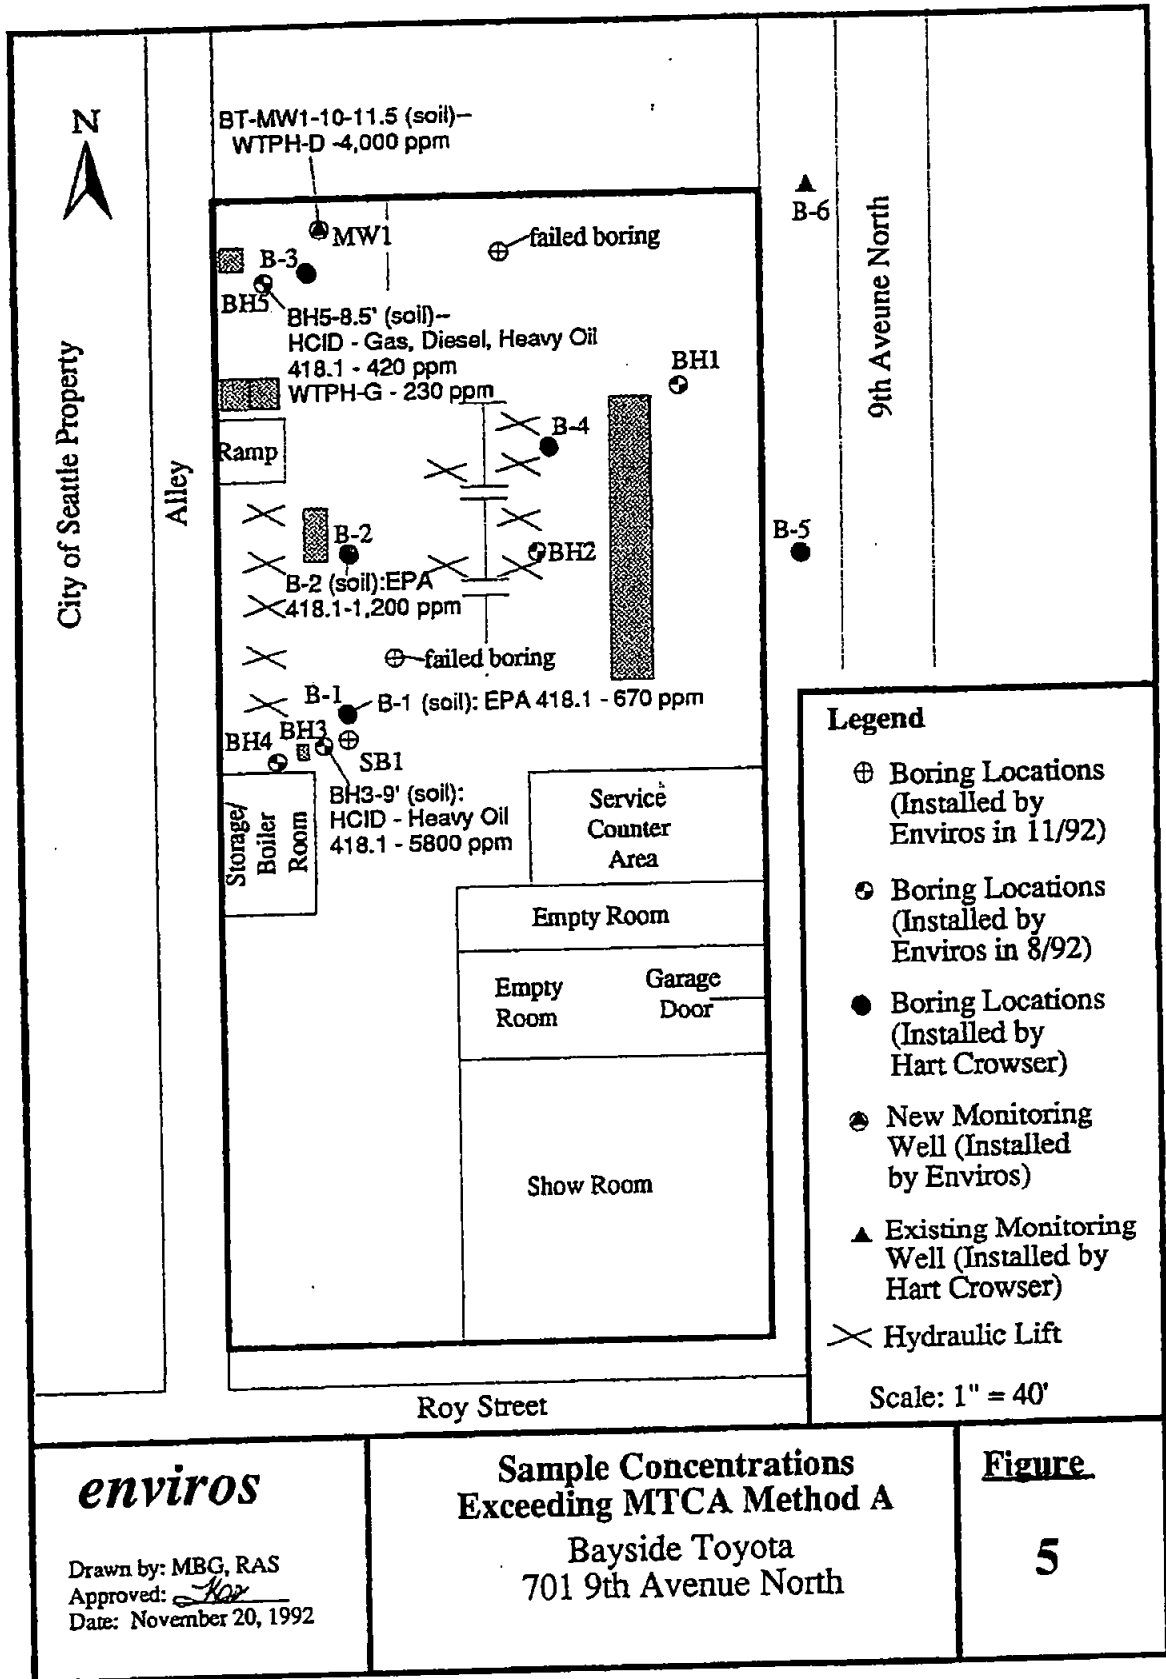 N
BT-MW1-10-11.5 (soil)–
WTPH-D -4,000 ppm
B-6
MW1
failed boring
B-3
BH5
BH5-8.5' (soil)–
HCID - Gas, Diesel, Heavy Oil
418.1 - 420 ppm
WTPH-G - 230 ppm
BH1
9th Aveune North
City of Seattle Property
Alley
Ramp
B-4
B-2
BH2
B-5
B-2 (soil):EPA
418.1-1,200 ppm
failed boring
B-1
B-1 (soil): EPA 418.1 - 670 ppm
BH4
BH3
SB1
BH3-9' (soil):
HCID - Heavy Oil
418.1 - 5800 ppm
Storage/
Boiler
Room
Service
Counter
Area
Empty Room
Empty
Room
Garage
Door
Show Room
Roy Street
Legend
Boring Locations
(Installed by
Enviros in 11/92)
Boring Locations
(Installed by
Enviros in 8/92)
Boring Locations
(Installed by
Hart Crowser)
New Monitoring
Well (Installed
by Enviros)
Existing Monitoring
Well (Installed by
Hart Crowser)
Hydraulic Lift
Scale: 1" = 40'
enviros
Drawn by: MBG, RAS
Approved:
Date: November 20, 1992
Sample Concentrations
Exceeding MTCA Method A
Bayside Toyota
701 9th Avenue North
Figure
5